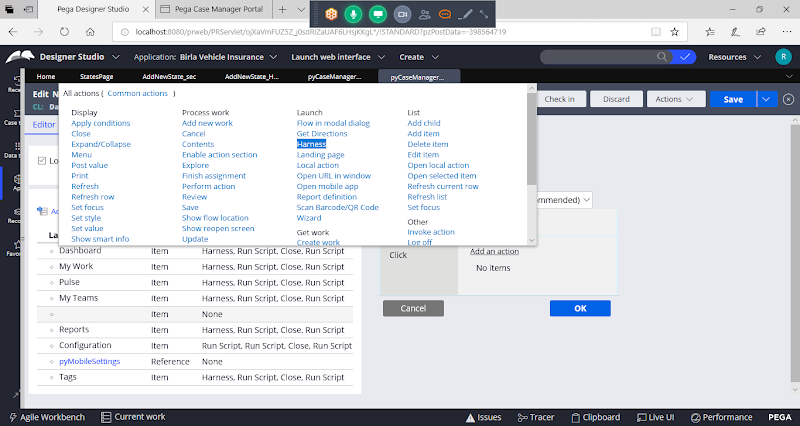 Pega Designer Studio
Pega Case Manager Portal
localhost:8080/prweb/PRServlet/
/!STANDARD?pzPostData=-398564719
Designer Studio
Application: Birla Vehicle Insurance
Launch web interface
Resources
R
Home
StatesPage
AddNewState_sec
AddNewState_H...
pyCaseManager...
pyCaseManager...
Edit
CL:
Check in
Discard
Actions
Save
Editor
All actions ( Common actions )
Display
Apply conditions
Close
Expand/Collapse
Menu
Post value
Print
Refresh
Refresh row
Set focus
Set style
Set value
Show smart info
Process work
Add new work
Cancel
Contents
Enable action section
Explore
Finish assignment
Perform action
Review
Save
Show flow location
Show reopen screen
Update
Launch
Flow in modal dialog
Get Directions
Harness
Landing page
Local action
Open URL in window
Open mobile app
Report definition
Scan Barcode/QR Code
Wizard
Get work
Create work
List
Add child
Add item
Delete item
Edit item
Open local action
Open selected item
Refresh current row
Refresh list
Set focus
Other
Invoke action
Log off
ommended)
Dashboard Item Harness, Run Script, Close, Run Script
My Work Item Harness, Run Script, Close, Run Script
Pulse Item Harness, Run Script, Close, Run Script
My Teams Item Harness, Run Script, Close, Run Script
Item None
Reports Item Harness, Run Script, Close, Run Script
Configuration Item Run Script, Run Script, Close, Run Script
pyMobileSettings Reference None
Tags Item Harness, Run Script, Close, Run Script
Click
Add an action
No items
Cancel
OK
Agile Workbench
Current work
Issues
Tracer
Clipboard
Live UI
Performance
PEGA